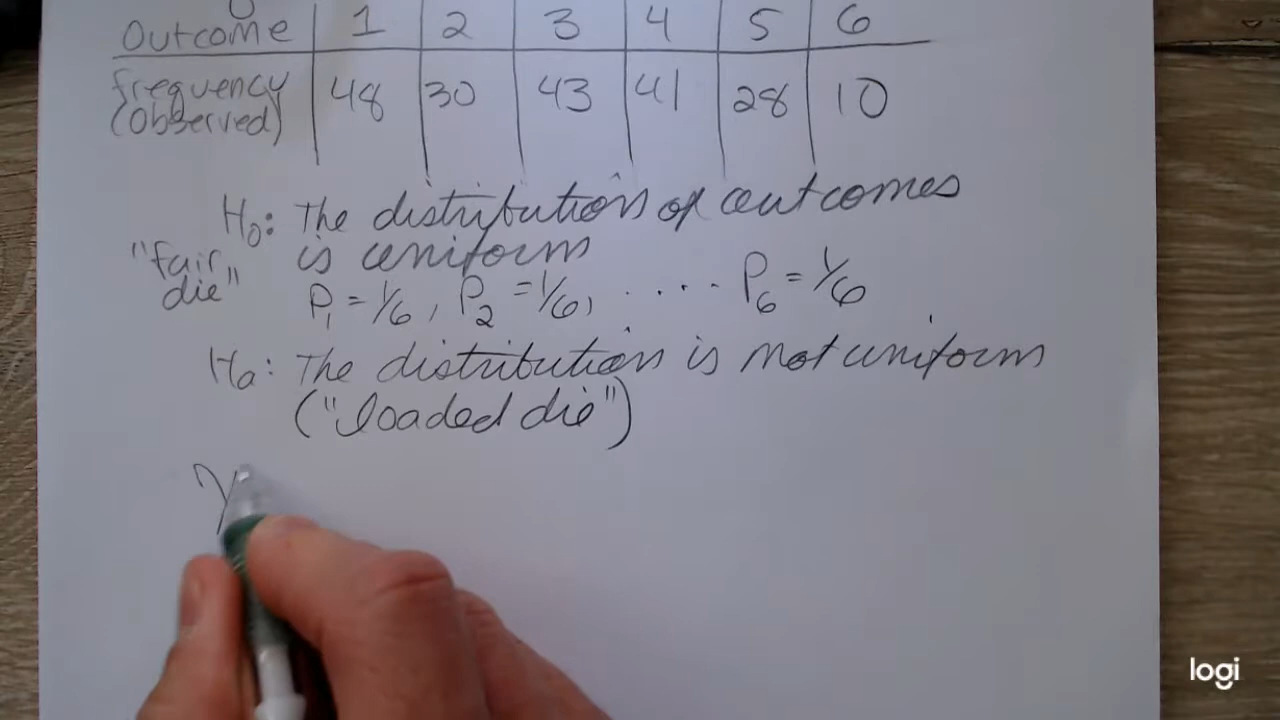 Outcome 1 2 3 4 5 6
frequency 48 30 43 41 28 10
(Observed)
H₀: The distribution of outcomes
"fair is uniform
die" P₁ = 1/6, P₂ = 1/6, ..... P₆ = 1/6
Hₐ: The distribution is not uniform
("loaded die")
logi